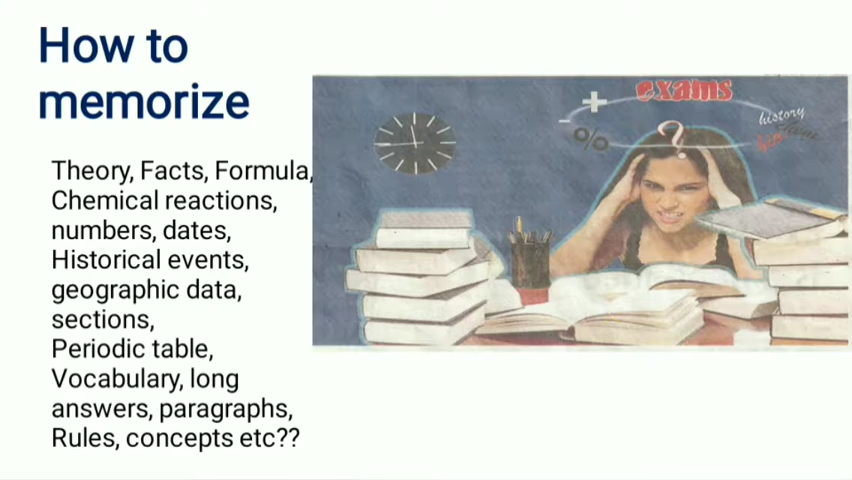 How to
memorize
Theory, Facts, Formula,
Chemical reactions,
numbers, dates,
Historical events,
geographic data,
sections,
Periodic table,
Vocabulary, long
answers, paragraphs,
Rules, concepts etc??
exams
+
-
%
?
history